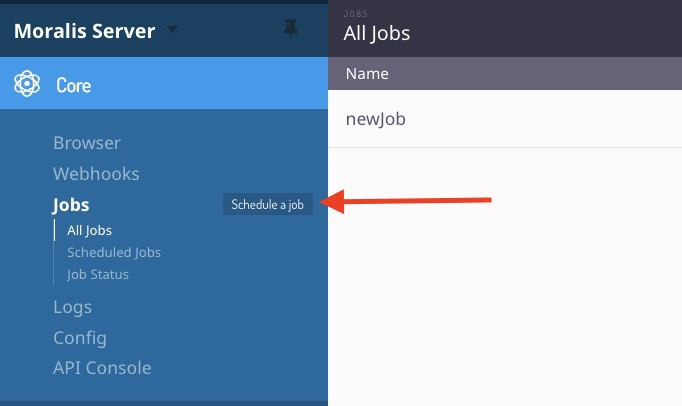 Moralis Server
Core
Browser
Webhooks
Jobs
Schedule a job
All Jobs
Scheduled Jobs
Job Status
Logs
Config
API Console
JOBS
All Jobs
Name
newJob